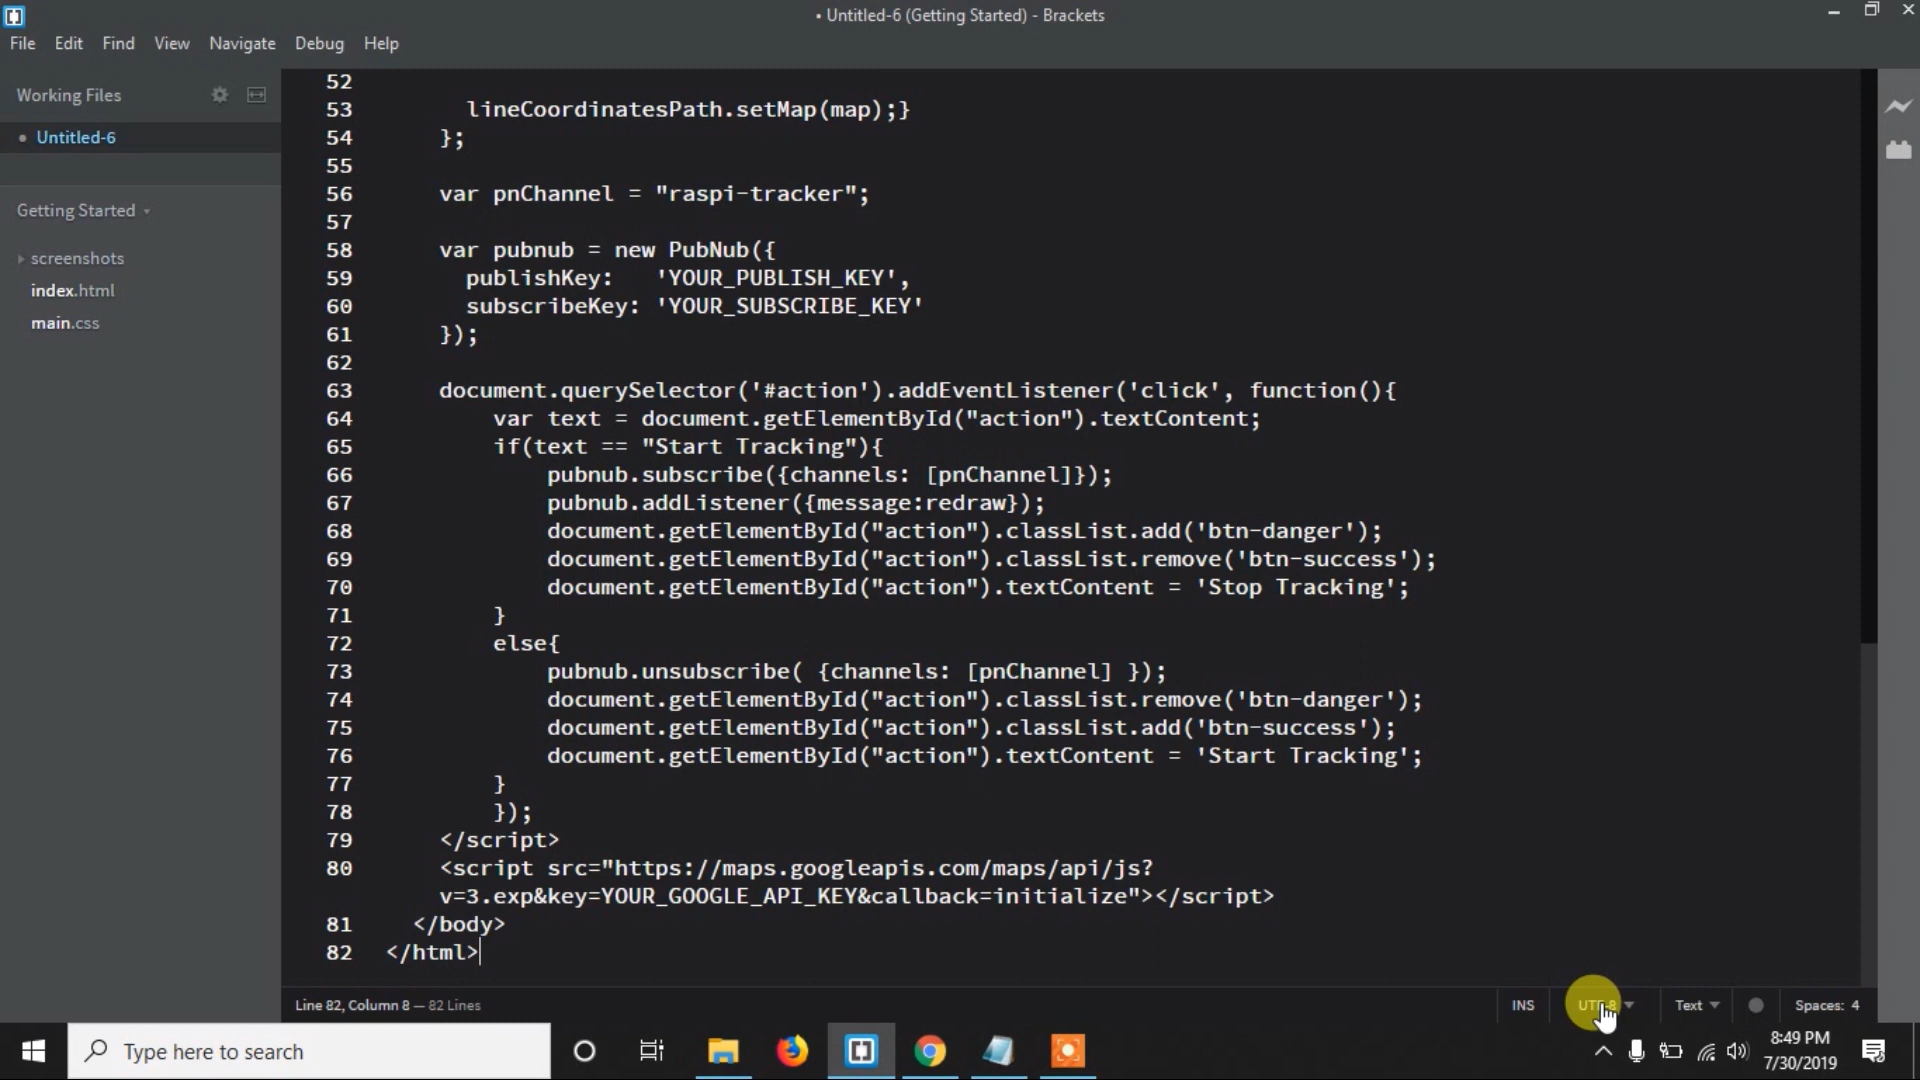 • Untitled-6 (Getting Started) - Brackets
File Edit Find View Navigate Debug Help
Working Files
• Untitled-6
Getting Started
screenshots
index.html
main.css
52
53 lineCoordinatesPath.setMap(map);}
54 };
55
56 var pnChannel = "raspi-tracker";
57
58 var pubnub = new PubNub({
59 publishKey:   'YOUR_PUBLISH_KEY',
60 subscribeKey: 'YOUR_SUBSCRIBE_KEY'
61 });
62
63 document.querySelector('#action').addEventListener('click', function(){
64 var text = document.getElementById("action").textContent;
65 if(text == "Start Tracking"){
66 pubnub.subscribe({channels: [pnChannel]});
67 pubnub.addListener({message:redraw});
68 document.getElementById("action").classList.add('btn-danger');
69 document.getElementById("action").classList.remove('btn-success');
70 document.getElementById("action").textContent = 'Stop Tracking';
71 }
72 else{
73 pubnub.unsubscribe( {channels: [pnChannel] });
74 document.getElementById("action").classList.remove('btn-danger');
75 document.getElementById("action").classList.add('btn-success');
76 document.getElementById("action").textContent = 'Start Tracking';
77 }
78 });
79 </script>
80 <script src="https://maps.googleapis.com/maps/api/js?
v=3.exp&key=YOUR_GOOGLE_API_KEY&callback=initialize"></script>
81 </body>
82 </html>
Line 82, Column 8 — 82 Lines
INS UTF-8 Text Spaces: 4
Type here to search
8:49 PM
7/30/2019